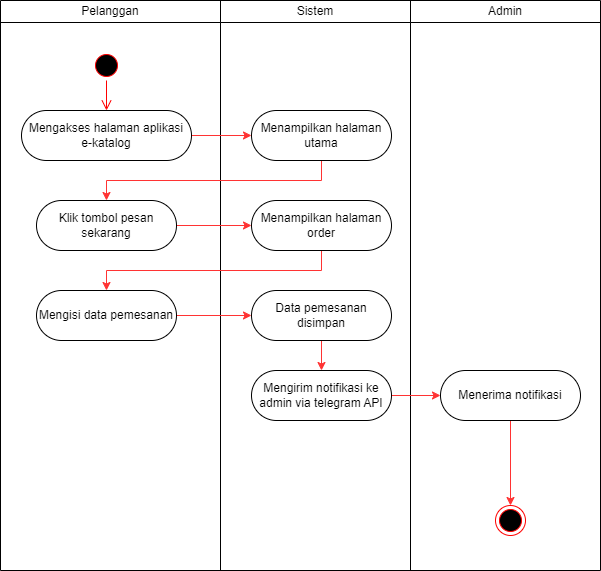 Pelanggan
Sistem
Admin
Mengakses halaman aplikasi
e-katalog
Menampilkan halaman
utama
Klik tombol pesan
sekarang
Menampilkan halaman
order
Mengisi data pemesanan
Data pemesanan
disimpan
Mengirim notifikasi ke
admin via telegram API
Menerima notifikasi